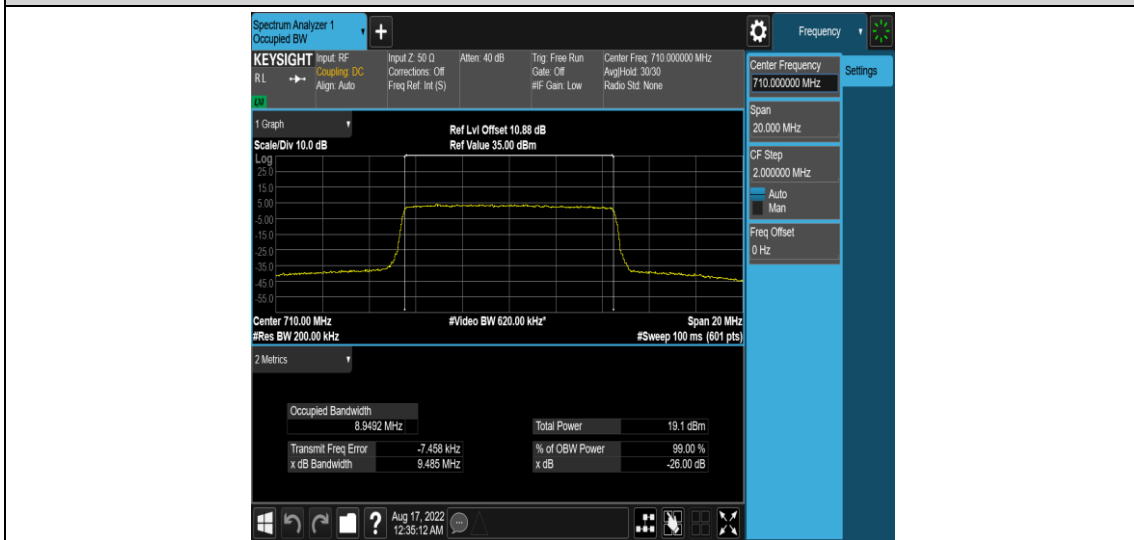 Spectrum Analyzer 1
Occupied BW
Frequency
KEYSIGHT
RL
Input: RF
Coupling: DC
Align: Auto
Input Z: 50 Ω
Corrections: Off
Freq Ref: Int (S)
Atten: 40 dB
Trig: Free Run
Gate: Off
#IF Gain: Low
Center Freq: 710.000000 MHz
Avg|Hold: 30/30
Radio Std: None
1 Graph
Ref Lvl Offset 10.88 dB
Scale/Div 10.0 dB
Ref Value 35.00 dBm
Log
25.0
15.0
5.00
-5.00
-15.0
-25.0
-35.0
-45.0
-55.0
Center 710.00 MHz
#Video BW 620.00 kHz*
Span 20 MHz
#Res BW 200.00 kHz
#Sweep 100 ms (601 pts)
2 Metrics
Occupied Bandwidth
8.9492 MHz
Total Power 19.1 dBm
Transmit Freq Error -7.458 kHz
% of OBW Power 99.00 %
x dB Bandwidth 9.485 MHz
x dB -26.00 dB
Center Frequency
710.000000 MHz
Settings
Span
20.000 MHz
CF Step
2.000000 MHz
Auto
Man
Freq Offset
0 Hz
Aug 17, 2022
12:35:12 AM